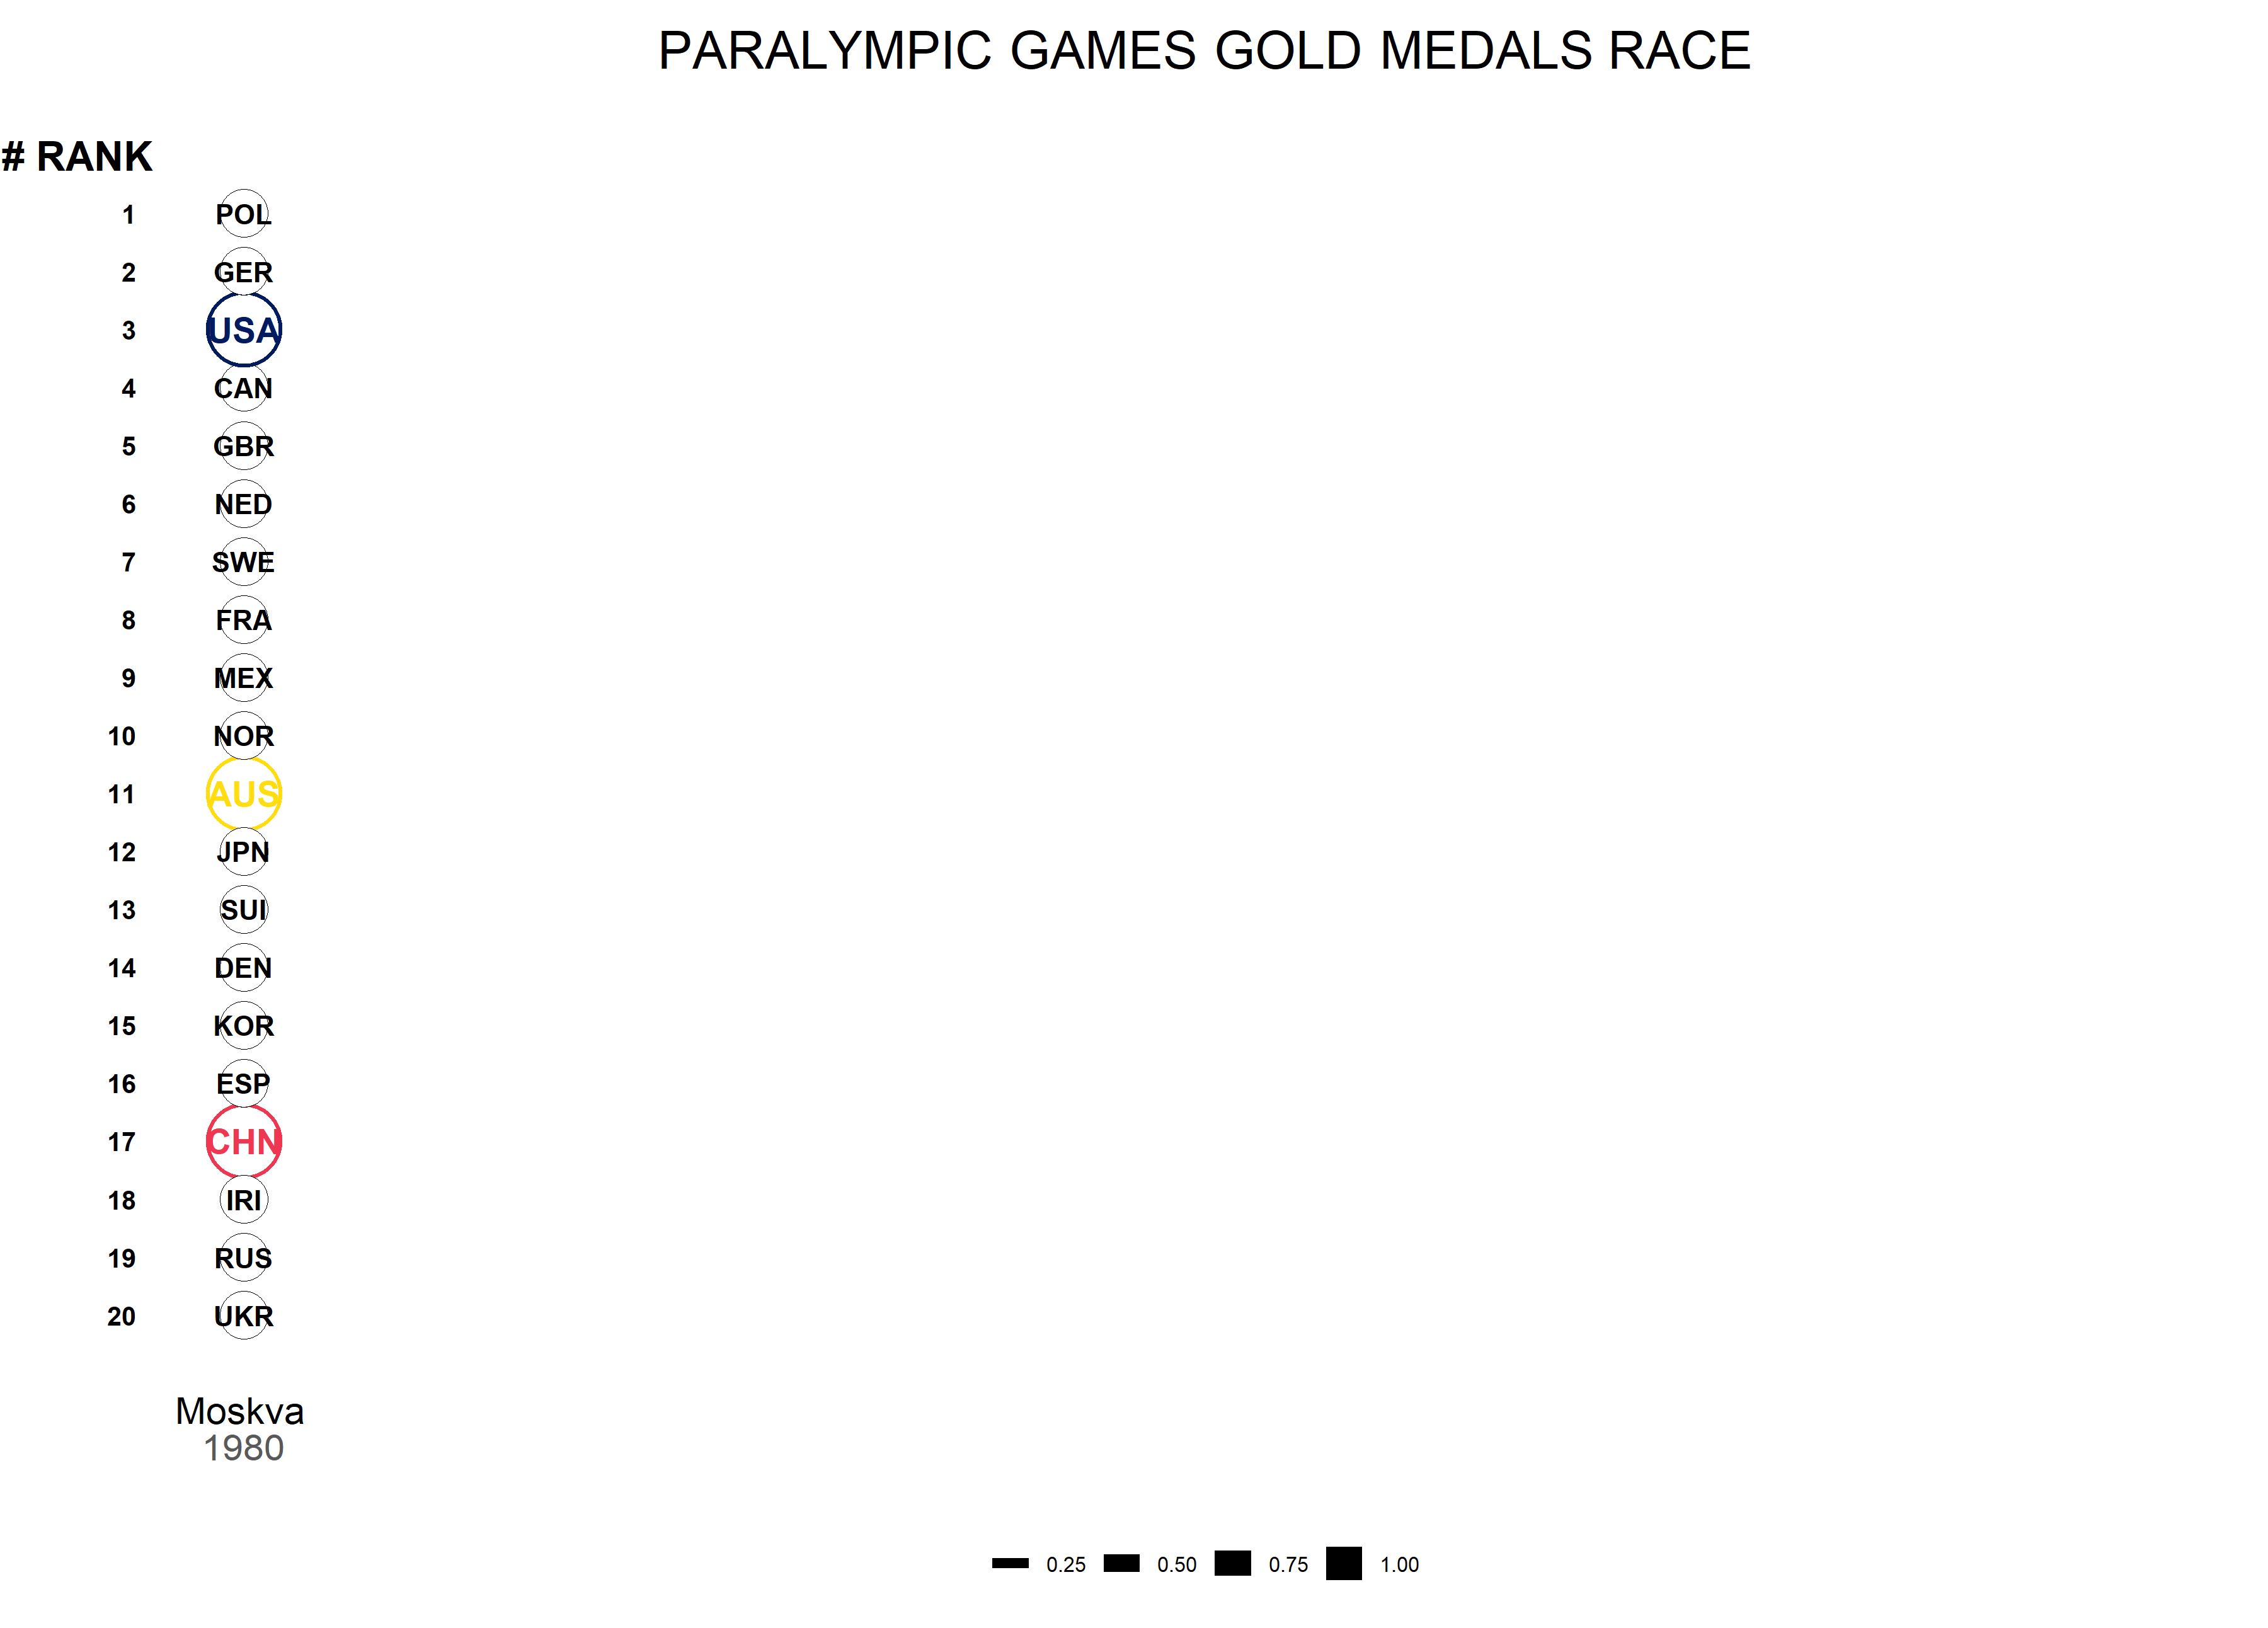 PARALYMPIC GAMES GOLD MEDALS RACE
# RANK
1 POL
2 GER
3 USA
4 CAN
5 GBR
6 NED
7 SWE
8 FRA
9 MEX
10 NOR
11 AUS
12 JPN
13 SUI
14 DEN
15 KOR
16 ESP
17 CHN
18 IRI
19 RUS
20 UKR
Moskva
1980
0.25 0.50 0.75 1.00